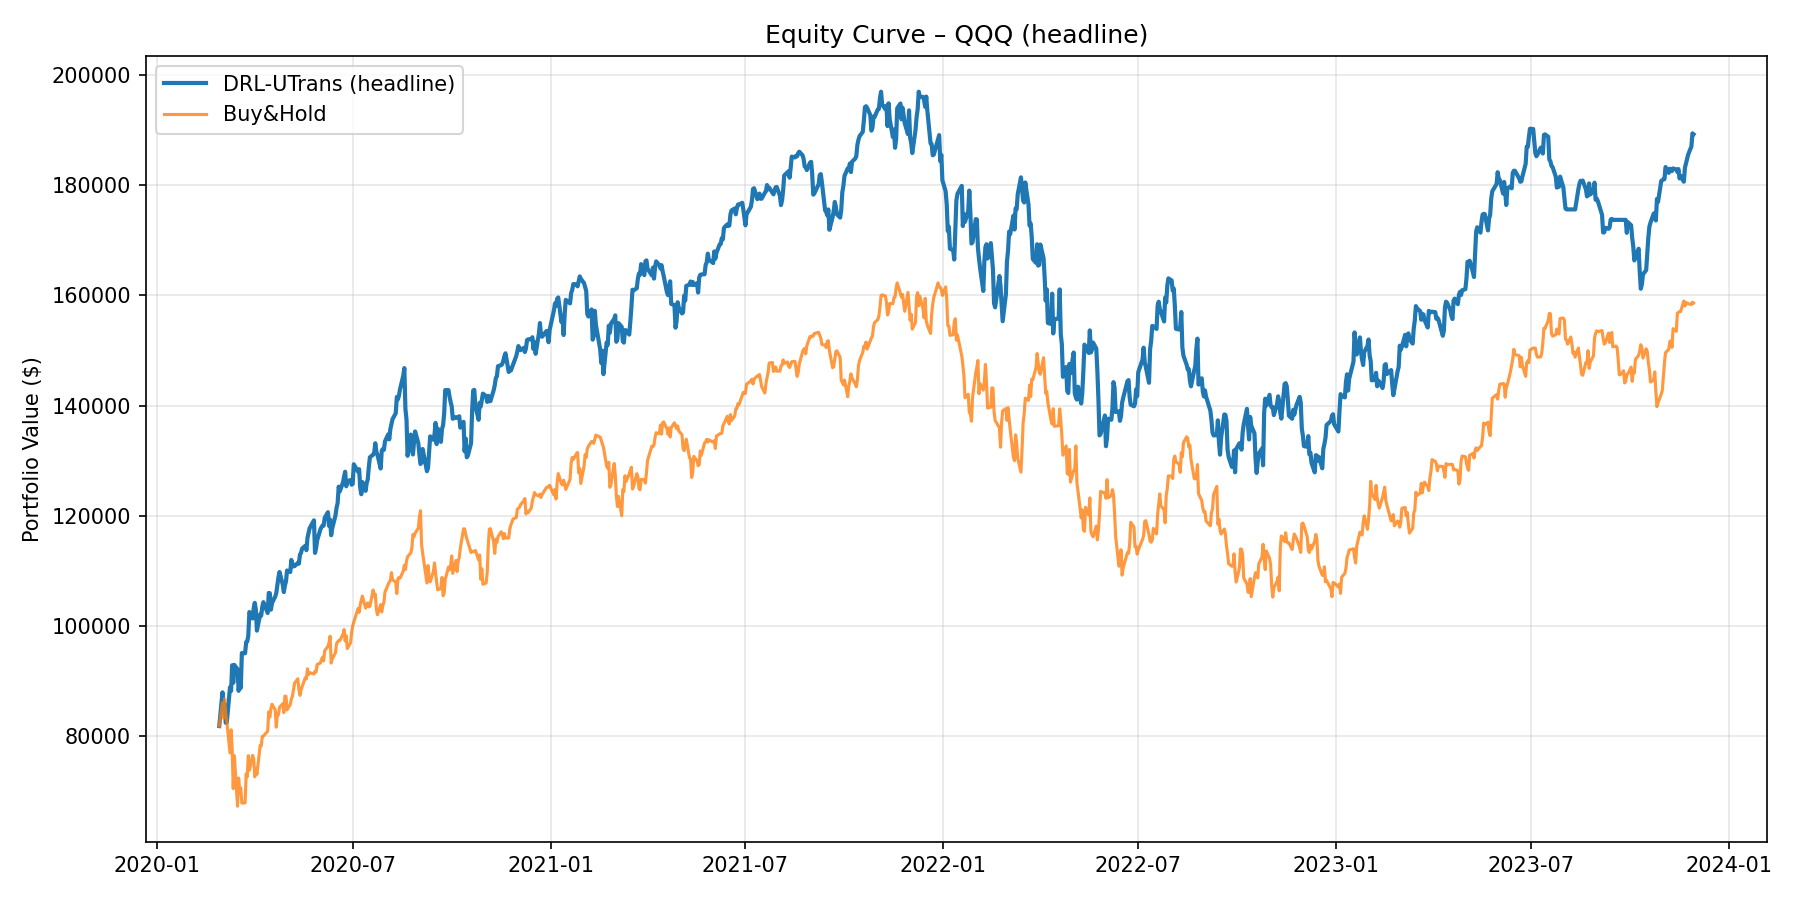 Equity Curve – QQQ (headline)
DRL-UTrans (headline)
Buy&Hold
Portfolio Value ($)
200000
180000
160000
140000
120000
100000
80000
2020-01 2020-07 2021-01 2021-07 2022-01 2022-07 2023-01 2023-07 2024-01